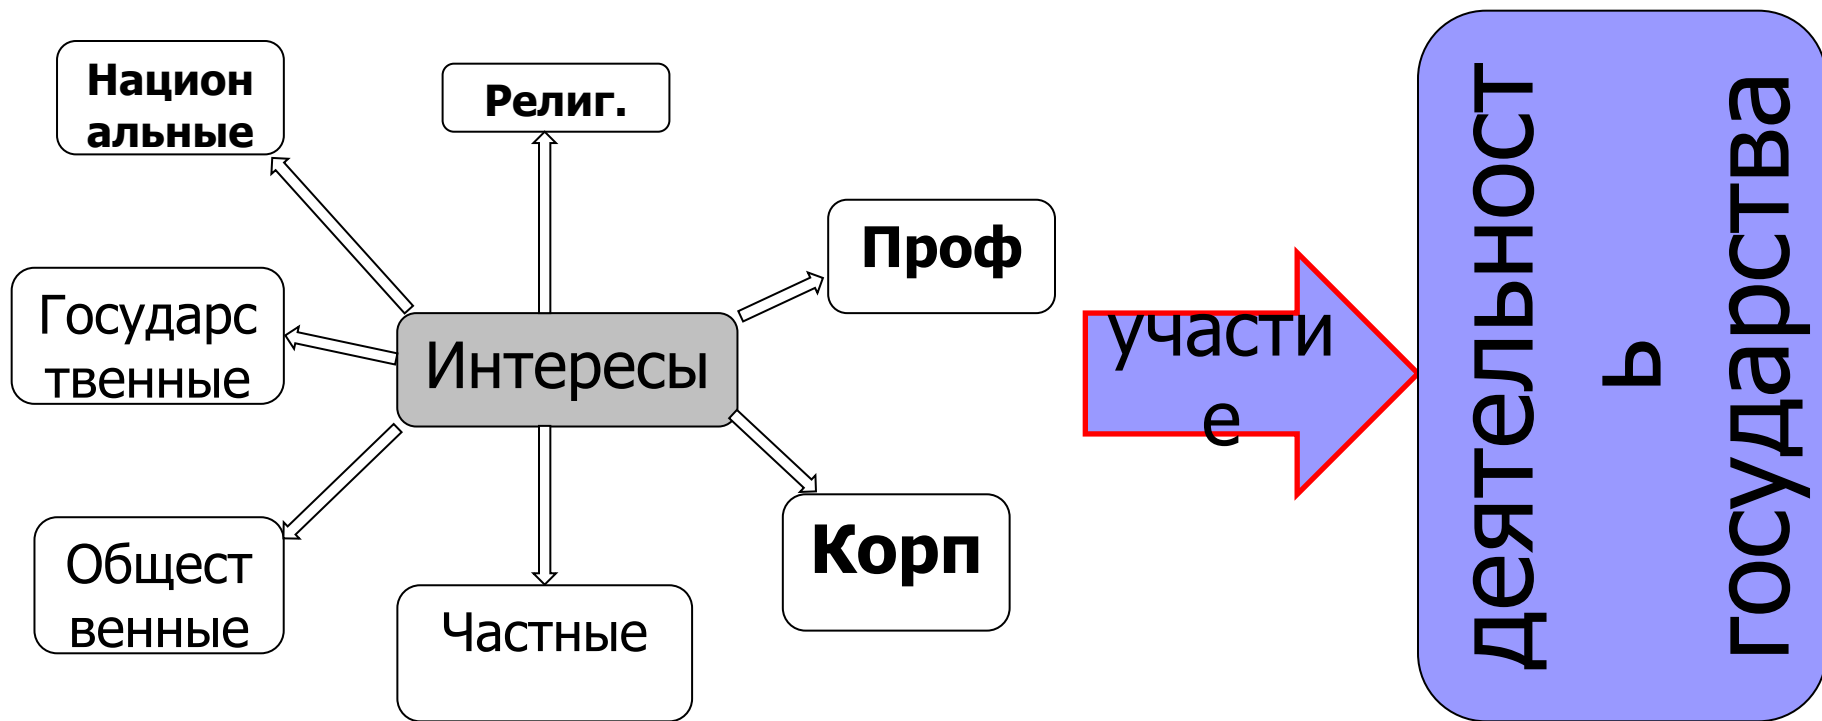 Национ
альные
Религ.
Проф
Государс
твенные
Интересы
Общест
венные
Частные
Корп
участи
е
деятельност
ь
государства